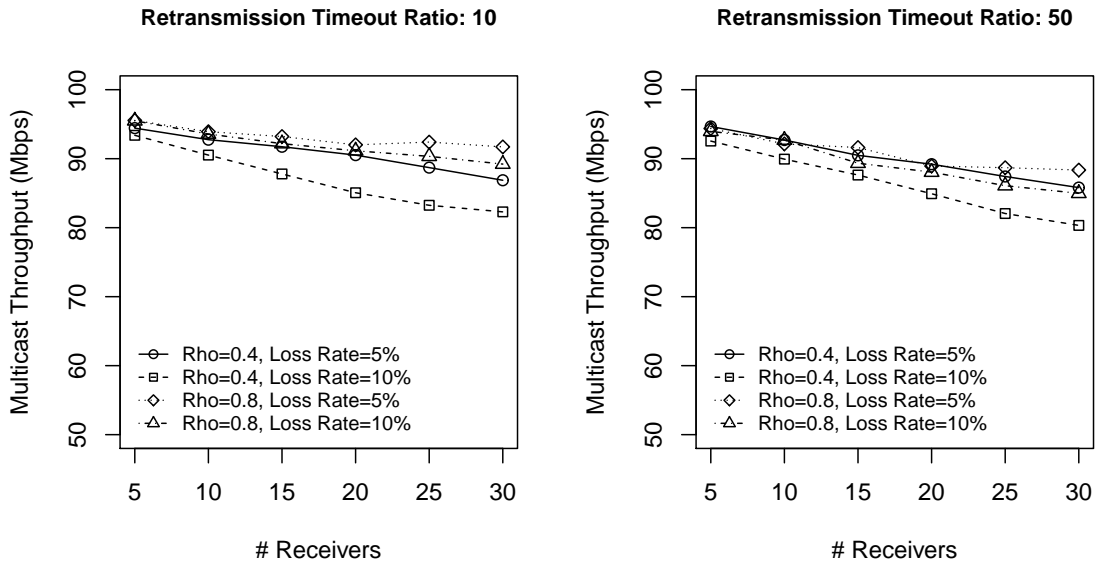 Retransmission Timeout Ratio: 10
Multicast Throughput (Mbps)
100
90
80
70
60
50
Rho=0.4, Loss Rate=5%
Rho=0.4, Loss Rate=10%
Rho=0.8, Loss Rate=5%
Rho=0.8, Loss Rate=10%
5 10 15 20 25 30
# Receivers
Retransmission Timeout Ratio: 50
Multicast Throughput (Mbps)
100
90
80
70
60
50
Rho=0.4, Loss Rate=5%
Rho=0.4, Loss Rate=10%
Rho=0.8, Loss Rate=5%
Rho=0.8, Loss Rate=10%
5 10 15 20 25 30
# Receivers